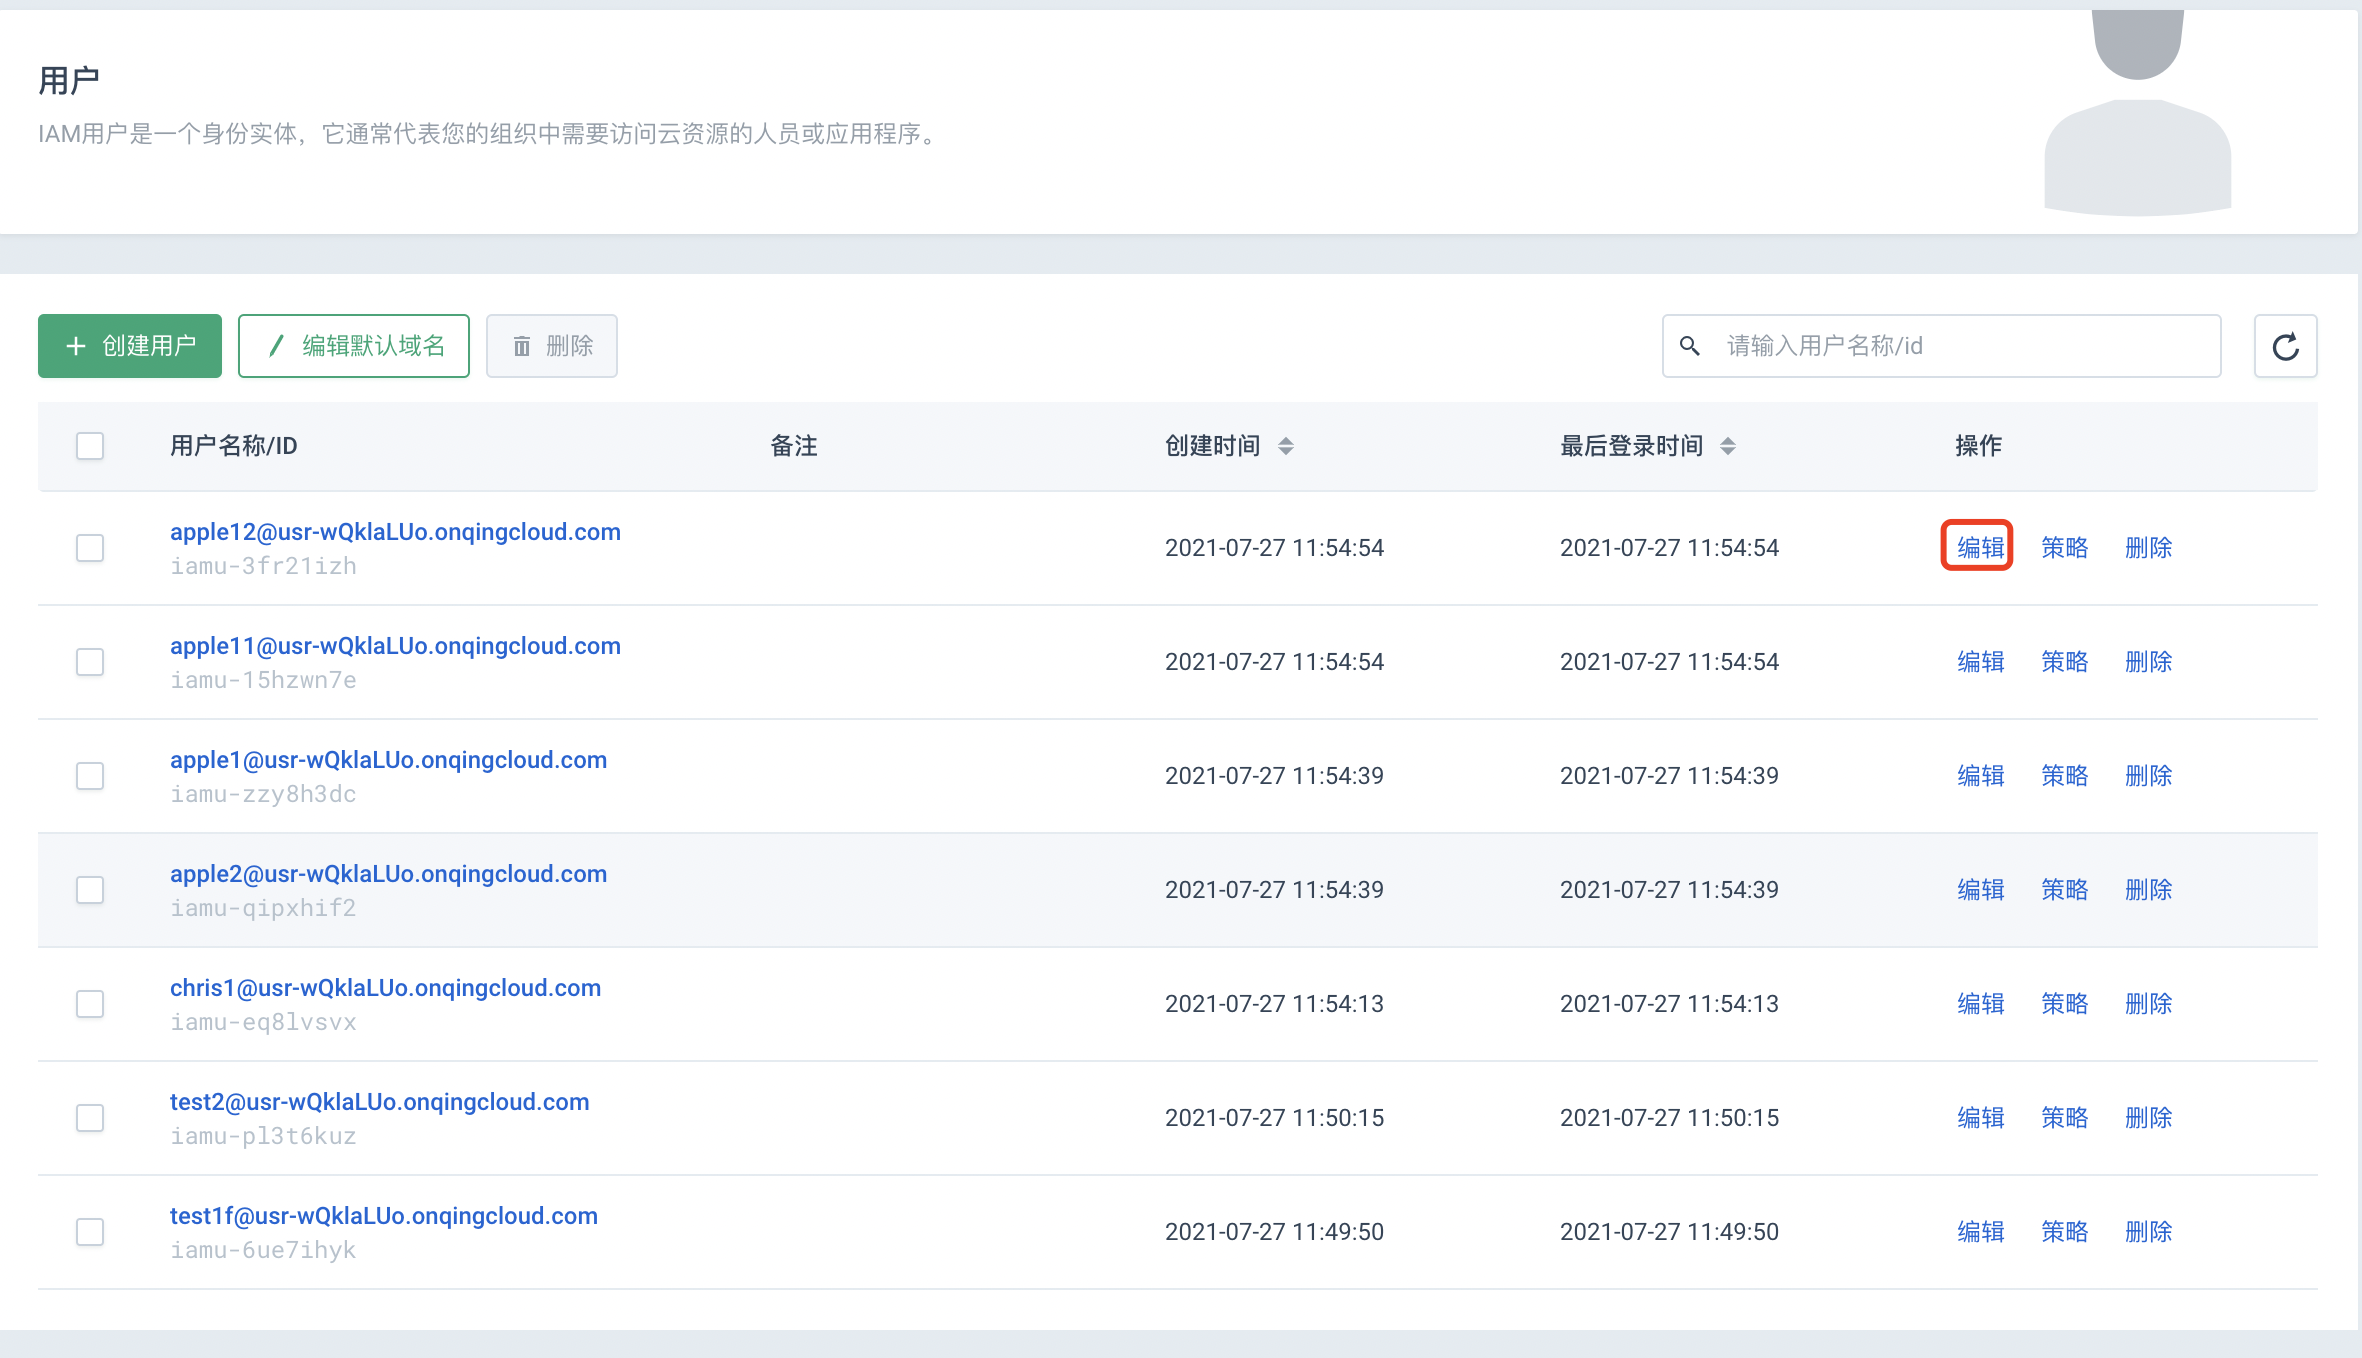 用户
IAM用户是一个身份实体，它通常代表您的组织中需要访问云资源的人员或应用程序。
创建用户 编辑默认域名 删除 请输入用户名称/id
用户名称/ID 备注 创建时间 最后登录时间 操作
apple12@usr-wQklaLUo.onqingcloud.com
iamu-3fr21izh
2021-07-27 11:54:54 2021-07-27 11:54:54 编辑 策略 删除
apple11@usr-wQklaLUo.onqingcloud.com
iamu-15hzwn7e
2021-07-27 11:54:54 2021-07-27 11:54:54 编辑 策略 删除
apple1@usr-wQklaLUo.onqingcloud.com
iamu-zzy8h3dc
2021-07-27 11:54:39 2021-07-27 11:54:39 编辑 策略 删除
apple2@usr-wQklaLUo.onqingcloud.com
iamu-qipxhif2
2021-07-27 11:54:39 2021-07-27 11:54:39 编辑 策略 删除
chris1@usr-wQklaLUo.onqingcloud.com
iamu-eq8lvsvx
2021-07-27 11:54:13 2021-07-27 11:54:13 编辑 策略 删除
test2@usr-wQklaLUo.onqingcloud.com
iamu-pl3t6kuz
2021-07-27 11:50:15 2021-07-27 11:50:15 编辑 策略 删除
test1f@usr-wQklaLUo.onqingcloud.com
iamu-6ue7ihyk
2021-07-27 11:49:50 2021-07-27 11:49:50 编辑 策略 删除